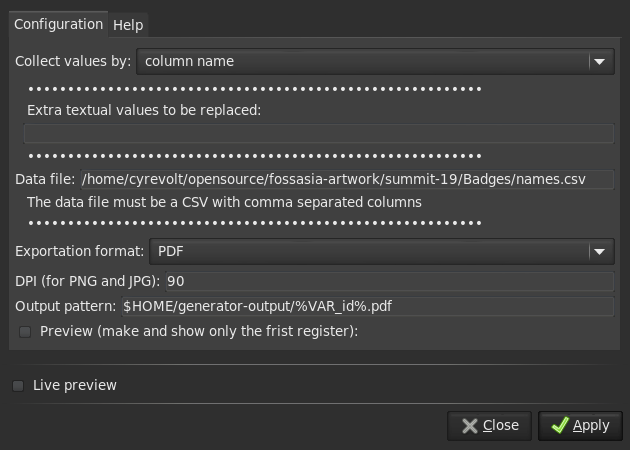 Configuration Help
Collect values by: column name
Extra textual values to be replaced:
Data file: /home/cyrevolt/opensource/fossasia-artwork/summit-19/Badges/names.csv
The data file must be a CSV with comma separated columns
Exportation format: PDF
DPI (for PNG and JPG): 90
Output pattern: $HOME/generator-output/%VAR_id%.pdf
Preview (make and show only the frist register):
Live preview
Close Apply